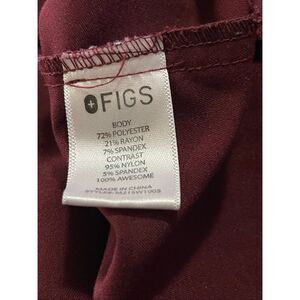 FIGS
BODY
72% POLYESTER
21% RAYON
7% SPANDEX
CONTRAST
95% NYLON
5% SPANDEX
100% AWESOME
MADE IN CHINA